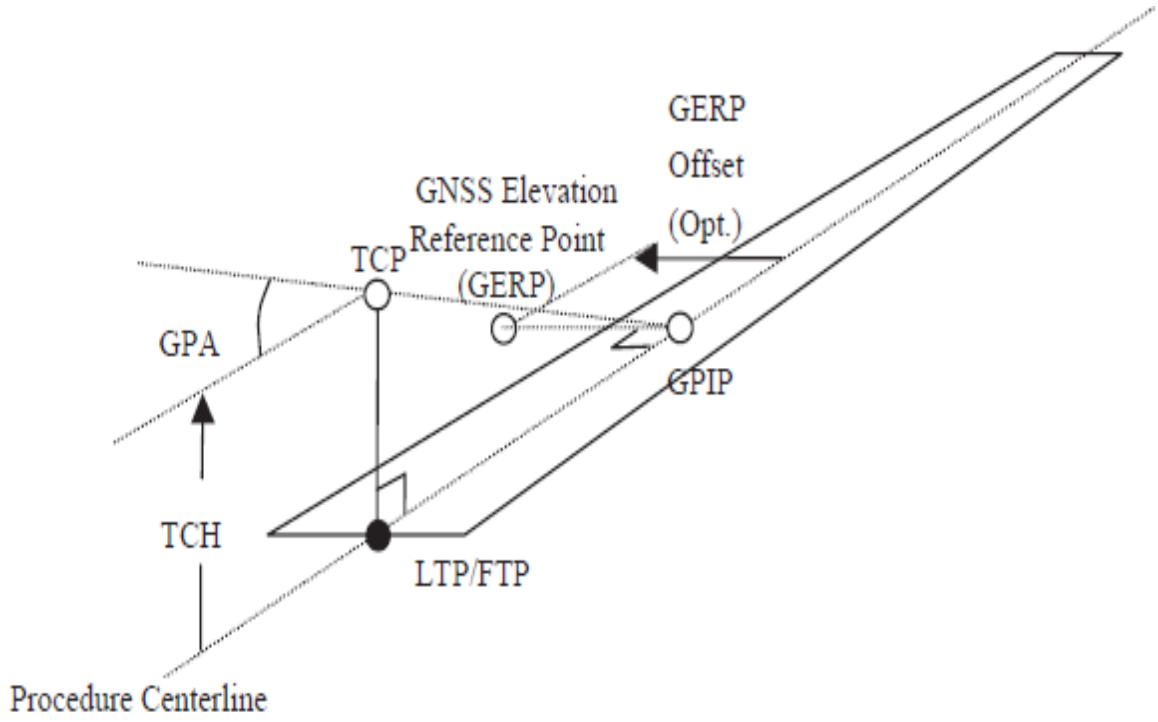 GERP
Offset
(Opt.)
GNSS Elevation
Reference Point
(GERP)
TCP
GPA
GPIP
TCH
LTP/FTP
Procedure Centerline